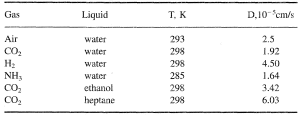 Gas Liquid T, K D,10⁻⁵cm/s
Air water 293 2.5
CO₂ water 298 1.92
H₂ water 298 4.50
NH₃ water 285 1.64
CO₂ ethanol 298 3.42
CO₂ heptane 298 6.03